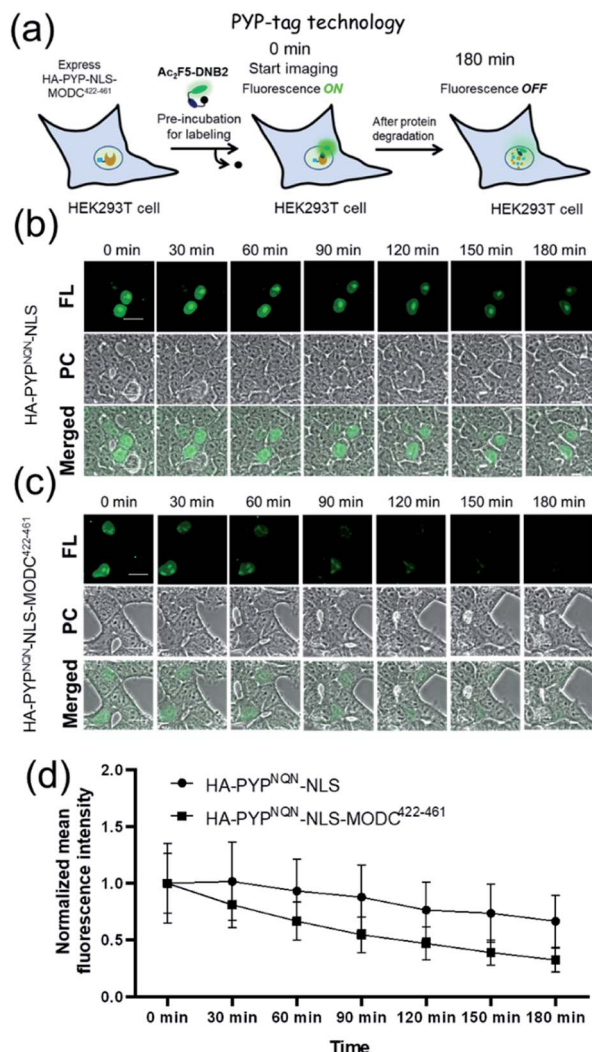 (a)
PYP-tag technology
Express
HA-PYP-NLS-
MODC422-461
Ac2F5-DNB2
Pre-incubation
for labeling
0 min
Start imaging
Fluorescence ON
After protein
degradation
180 min
Fluorescence OFF
HEK293T cell
HEK293T cell
HEK293T cell
(b)
0 min 30 min 60 min 90 min 120 min 150 min 180 min
HA-PYPNQN-NLS
FL
PC
Merged
(c)
0 min 30 min 60 min 90 min 120 min 150 min 180 min
HA-PYPNQN-NLS-MODC422-461
FL
PC
Merged
(d)
Normalized mean
fluorescence intensity
2.0
1.5
1.0
0.5
0.0
HA-PYPNQN-NLS
HA-PYPNQN-NLS-MODC422-461
0 min 30 min 60 min 90 min 120 min 150 min 180 min
Time